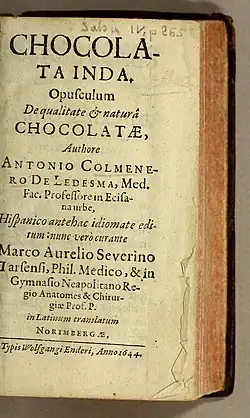 CHOCOLA-
TA INDA.
Opusculum
De qualitate & naturâ
CHOCOLATÆ,
Authore
ANTONIO COLMENE-
RO DE LEDESMA, Med.
Fac. Professore in Ecisa-
na urbe,
Hispanico antehac idiomate edi-
tum: nunc vero curante
MARCO AURELIO SEVERINO
Tarsensi, Phil. Medico, & in
Gymnasio Neapolitano Re-
gio Anatomes & Chirur-
giæ Prof. P.
in Latinum translatum
NORIMBERGÆ,
Typis Wolfgangi Enderi, Anno 1644.